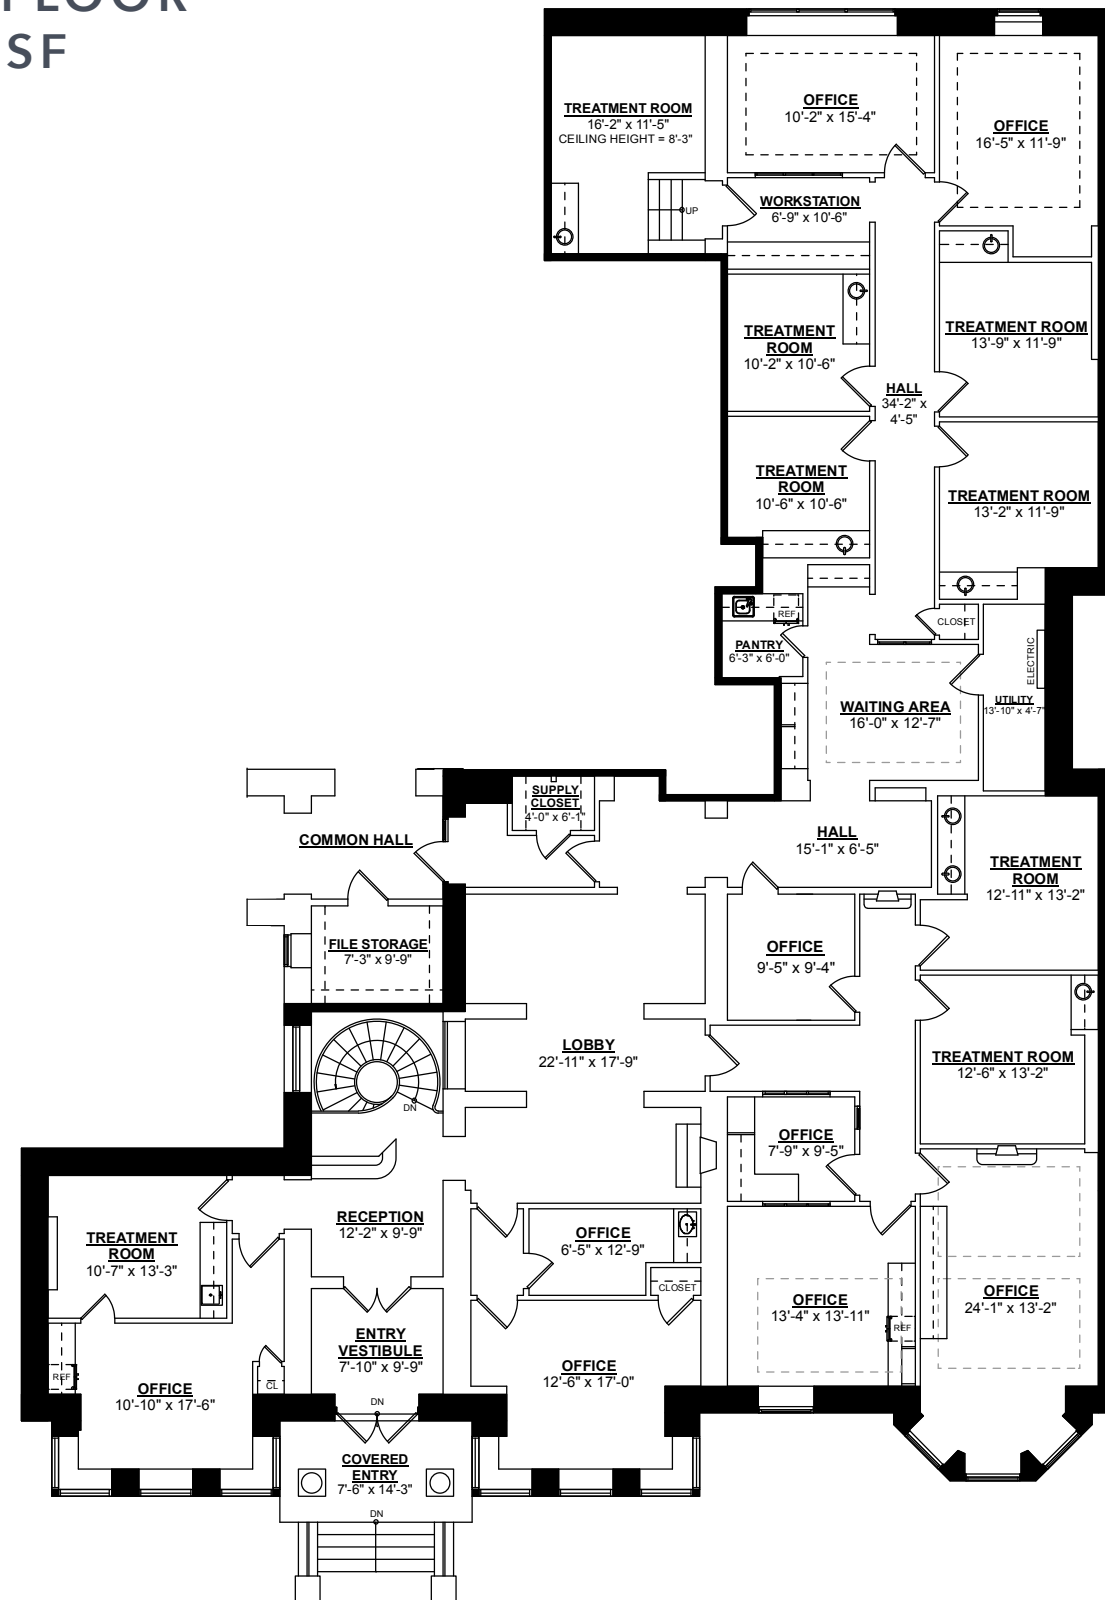 FLOOR
SF
TREATMENT ROOM
16'-2" x 11'-5"
CEILING HEIGHT = 8'-3"
OFFICE
10'-2" x 15'-4"
OFFICE
16'-5" x 11'-9"
UP
WORKSTATION
6'-9" x 10'-6"
TREATMENT
ROOM
10'-2" x 10'-6"
TREATMENT ROOM
13'-9" x 11'-9"
HALL
34'-2" x
4'-5"
TREATMENT
ROOM
10'-6" x 10'-6"
TREATMENT ROOM
13'-2" x 11'-9"
REF
PANTRY
6'-3" x 6'-0"
CLOSET
ELECTRIC
UTILITY
13'-10" x 4'-7"
WAITING AREA
16'-0" x 12'-7"
SUPPLY
CLOSET
4'-0" x 6'-1"
COMMON HALL
HALL
15'-1" x 6'-5"
TREATMENT
ROOM
12'-11" x 13'-2"
FILE STORAGE
7'-3" x 9'-9"
OFFICE
9'-5" x 9'-4"
LOBBY
22'-11" x 17'-9"
TREATMENT ROOM
12'-6" x 13'-2"
DN
OFFICE
7'-9" x 9'-5"
RECEPTION
12'-2" x 9'-9"
TREATMENT
ROOM
10'-7" x 13'-3"
OFFICE
6'-5" x 12'-9"
CLOSET
OFFICE
13'-4" x 13'-11"
REF
OFFICE
24'-1" x 13'-2"
ENTRY
VESTIBULE
7'-10" x 9'-9"
REF
CL
OFFICE
10'-10" x 17'-6"
OFFICE
12'-6" x 17'-0"
DN
COVERED
ENTRY
7'-6" x 14'-3"
DN